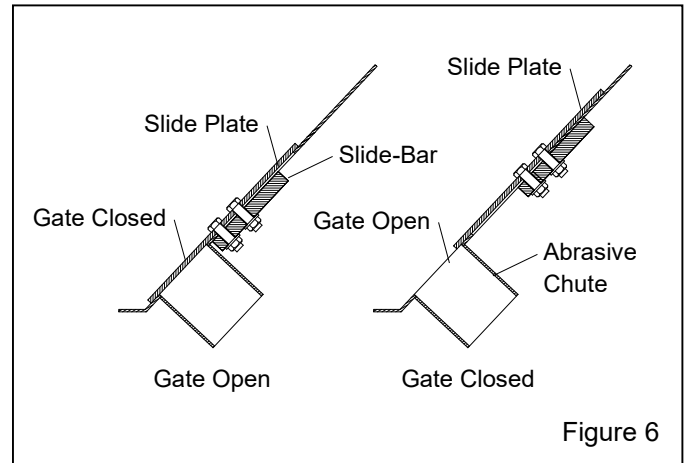 Slide Plate
Slide Plate
Slide-Bar
Gate Closed
Gate Open
Abrasive
Chute
Gate Open
Gate Closed
Figure 6